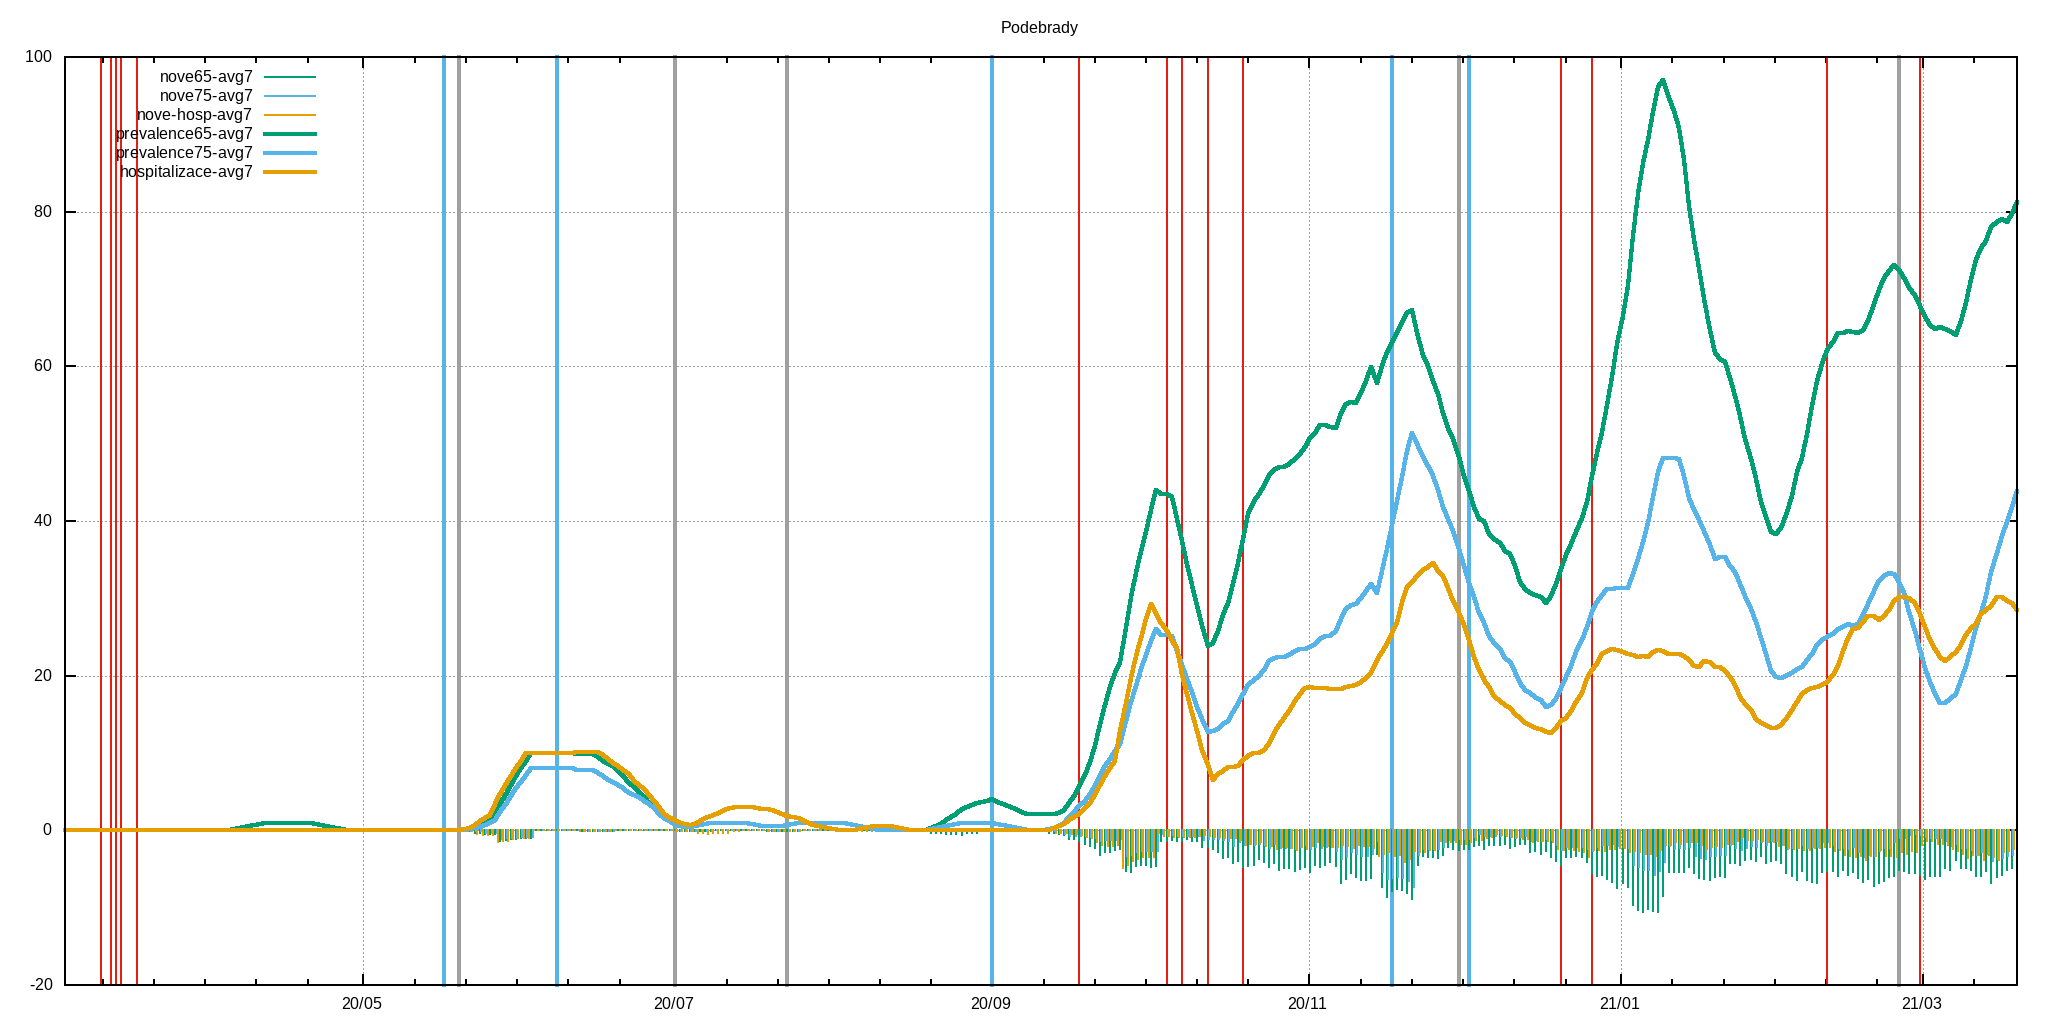 Podebrady
100
80
60
40
20
0
-20
nove65-avg7
nove75-avg7
nove-hosp-avg7
prevalence65-avg7
prevalence75-avg7
hospitalizace-avg7
20/05 20/07 20/09 20/11 21/01 21/03